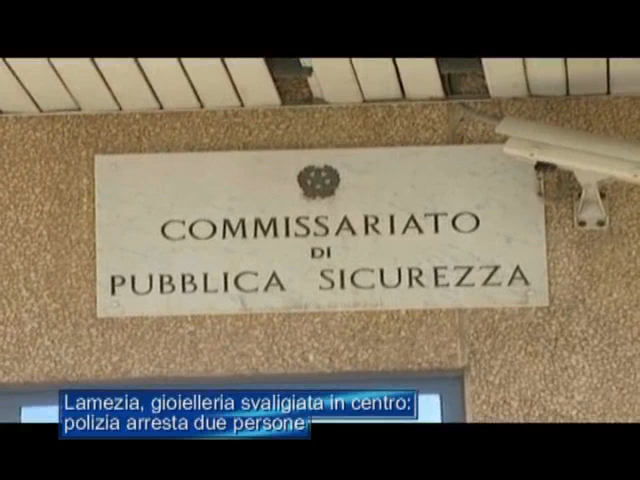 COMMISSARIATO
DI
PUBBLICA SICUREZZA
Lamezia, gioielleria svaligiata in centro:
polizia arresta due persone